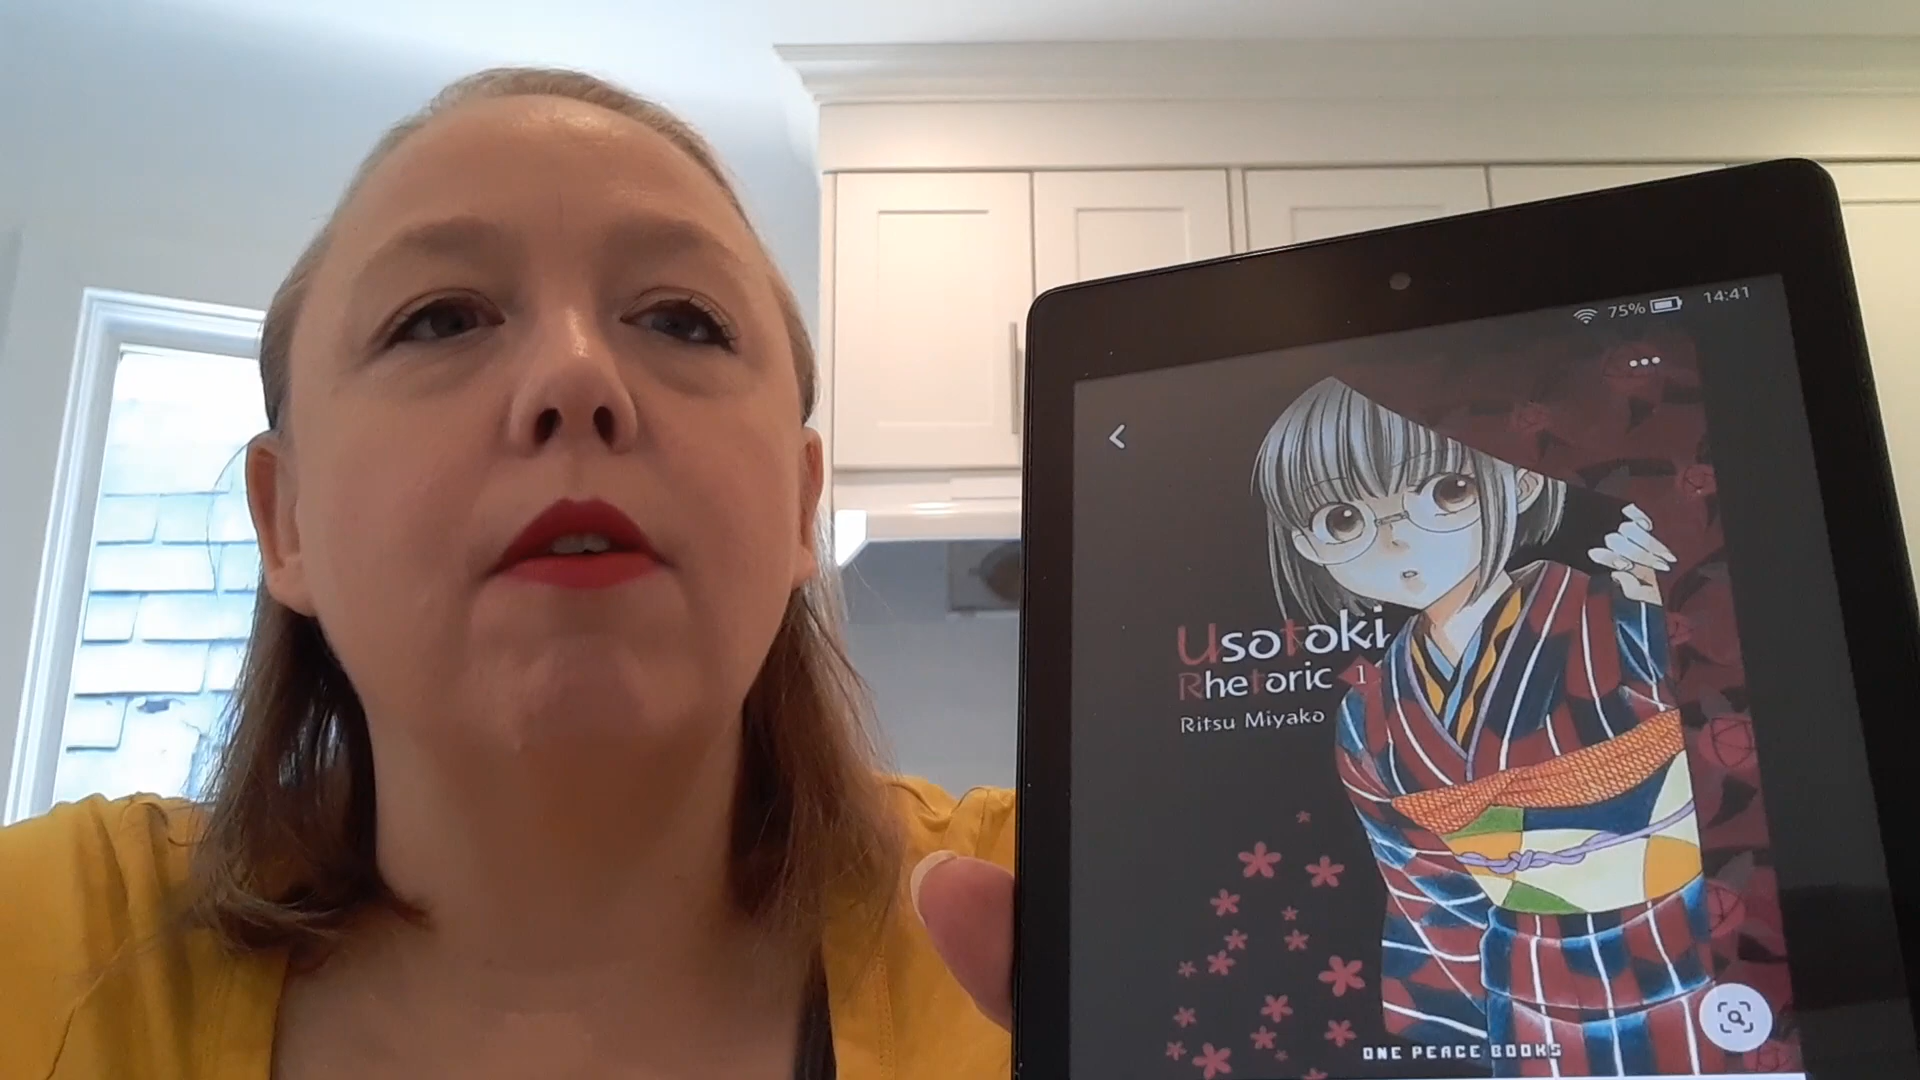 75% 14:41
Usotoki
Rhetoric 1
Ritsu Miyako
ONE PEACE BOOKS